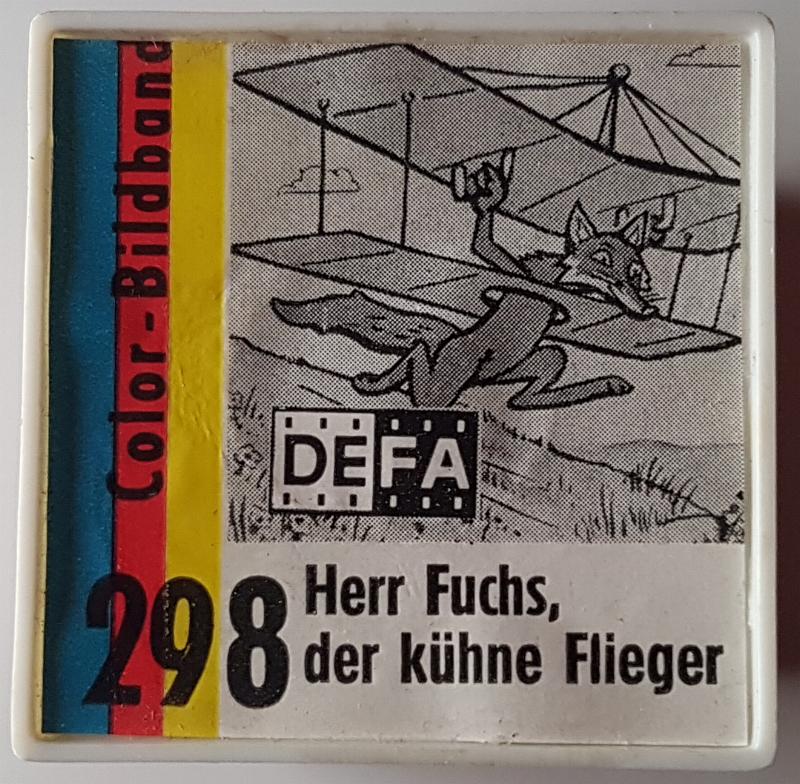 Color-Bildband
DEFA
298
Herr Fuchs,
der kühne Flieger